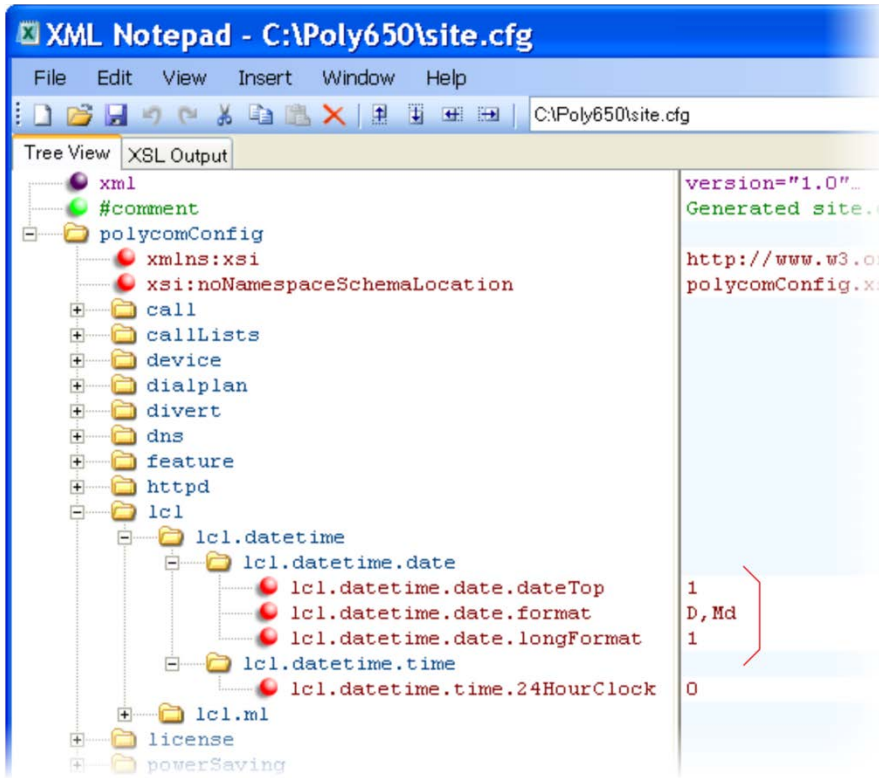 XML Notepad - C:\Poly650\site.cfg
File Edit View Insert Window Help
C:\Poly650\site.cfg
Tree View XSL Output
xml version="1.0"…
#comment Generated site.
polycomConfig
xmlns:xsi http://www.w3.o
xsi:noNamespaceSchemaLocation polycomConfig.x
call
callLists
device
dialplan
divert
dns
feature
httpd
lcl
lcl.datetime
lcl.datetime.date
lcl.datetime.date.dateTop 1
lcl.datetime.date.format D,Md
lcl.datetime.date.longFormat 1
lcl.datetime.time
lcl.datetime.time.24HourClock 0
lcl.ml
license
powerSaving